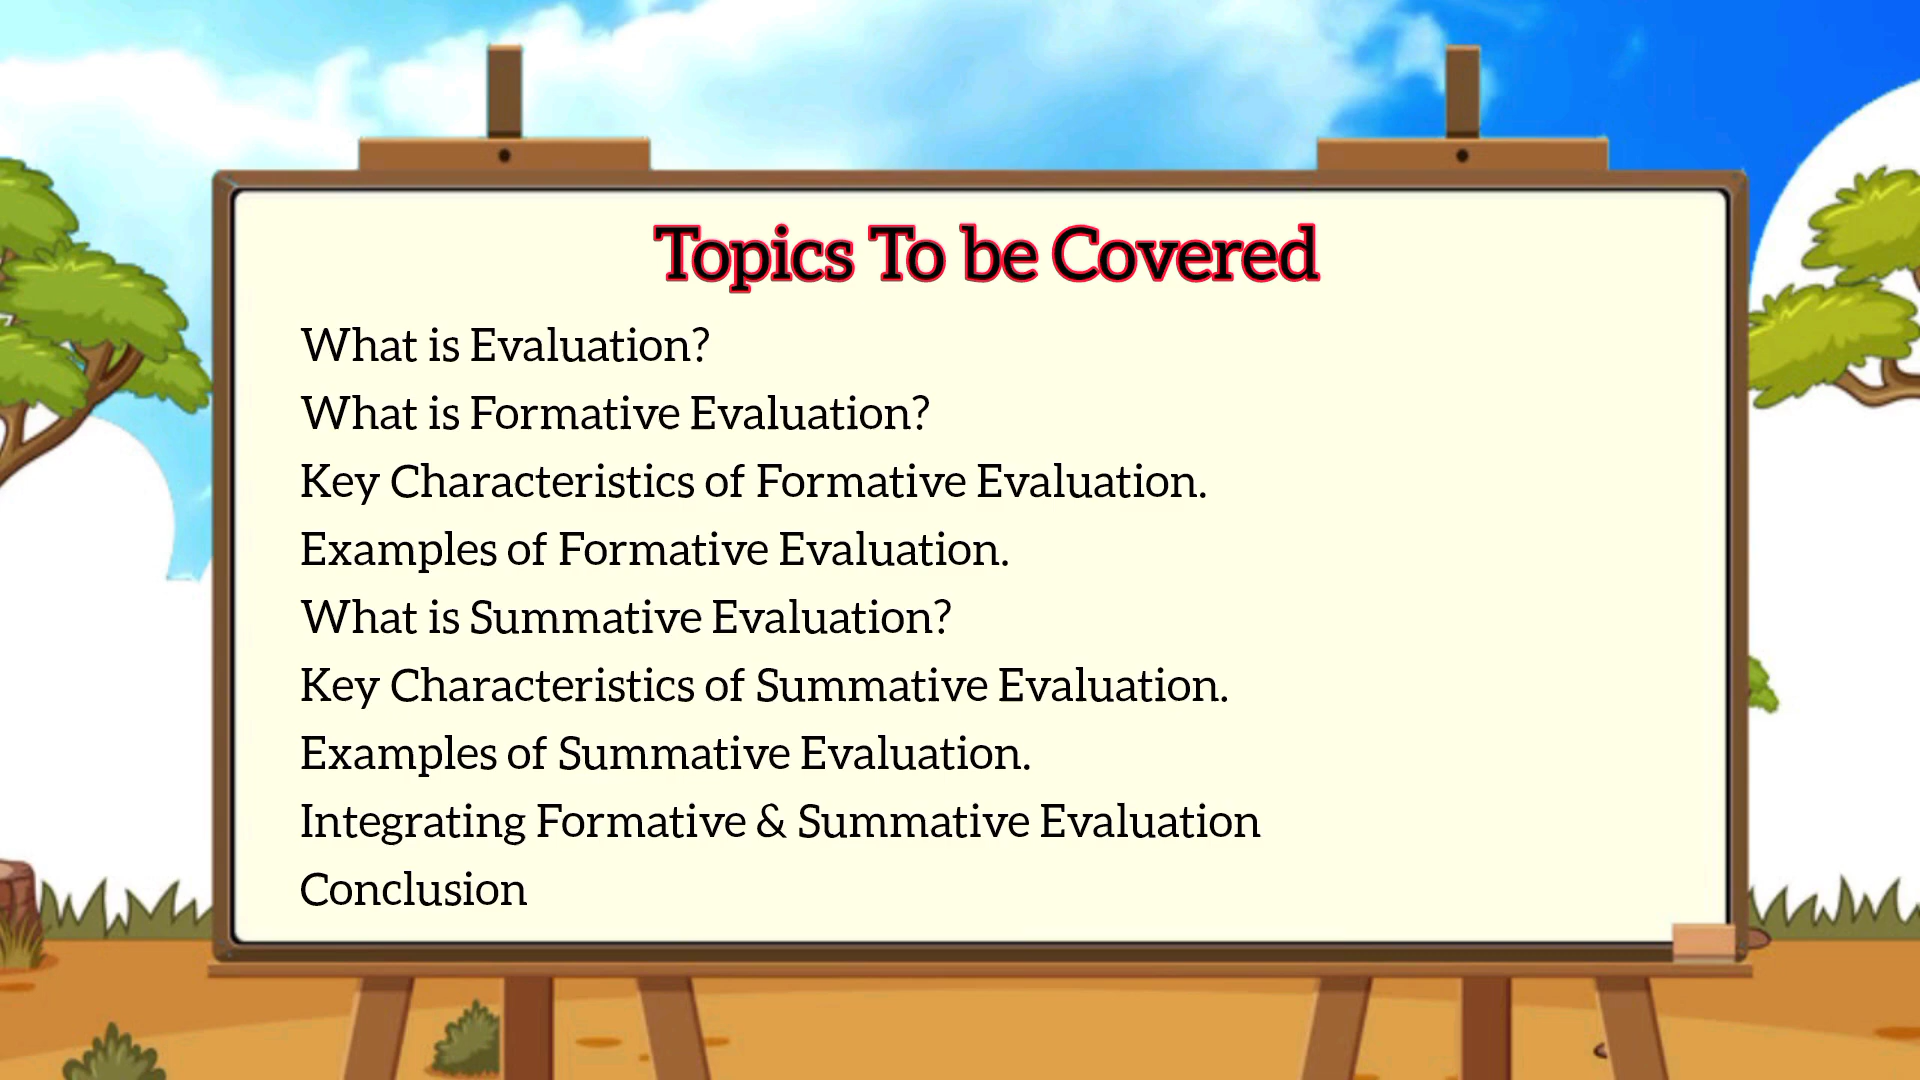 Topics To be Covered
What is Evaluation?
What is Formative Evaluation?
Key Characteristics of Formative Evaluation.
Examples of Formative Evaluation.
What is Summative Evaluation?
Key Characteristics of Summative Evaluation.
Examples of Summative Evaluation.
Integrating Formative & Summative Evaluation
Conclusion